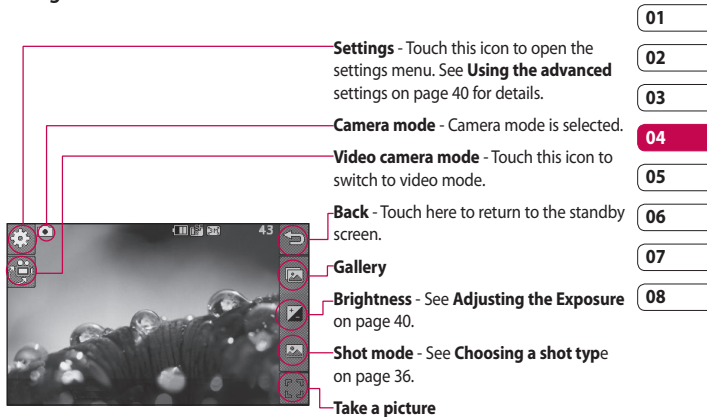 Settings - Touch this icon to open the
settings menu. See Using the advanced
settings on page 40 for details.
Camera mode - Camera mode is selected.
Video camera mode - Touch this icon to
switch to video mode.
Back - Touch here to return to the standby
screen.
Gallery
Brightness - See Adjusting the Exposure
on page 40.
Shot mode - See Choosing a shot type
on page 36.
Take a picture
3M
43
01
02
03
04
05
06
07
08